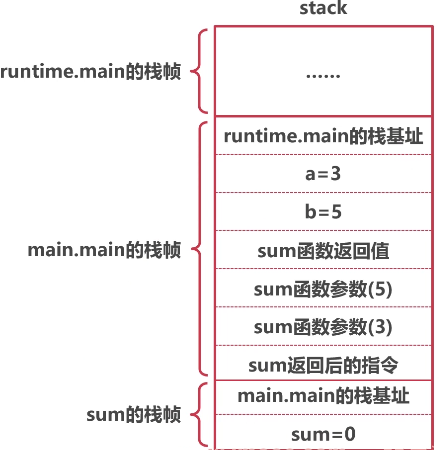 stack
runtime.main的栈帧
......
runtime.main的栈基址
a=3
b=5
main.main的栈帧
sum函数返回值
sum函数参数(5)
sum函数参数(3)
sum返回后的指令
main.main的栈基址
sum的栈帧
sum=0